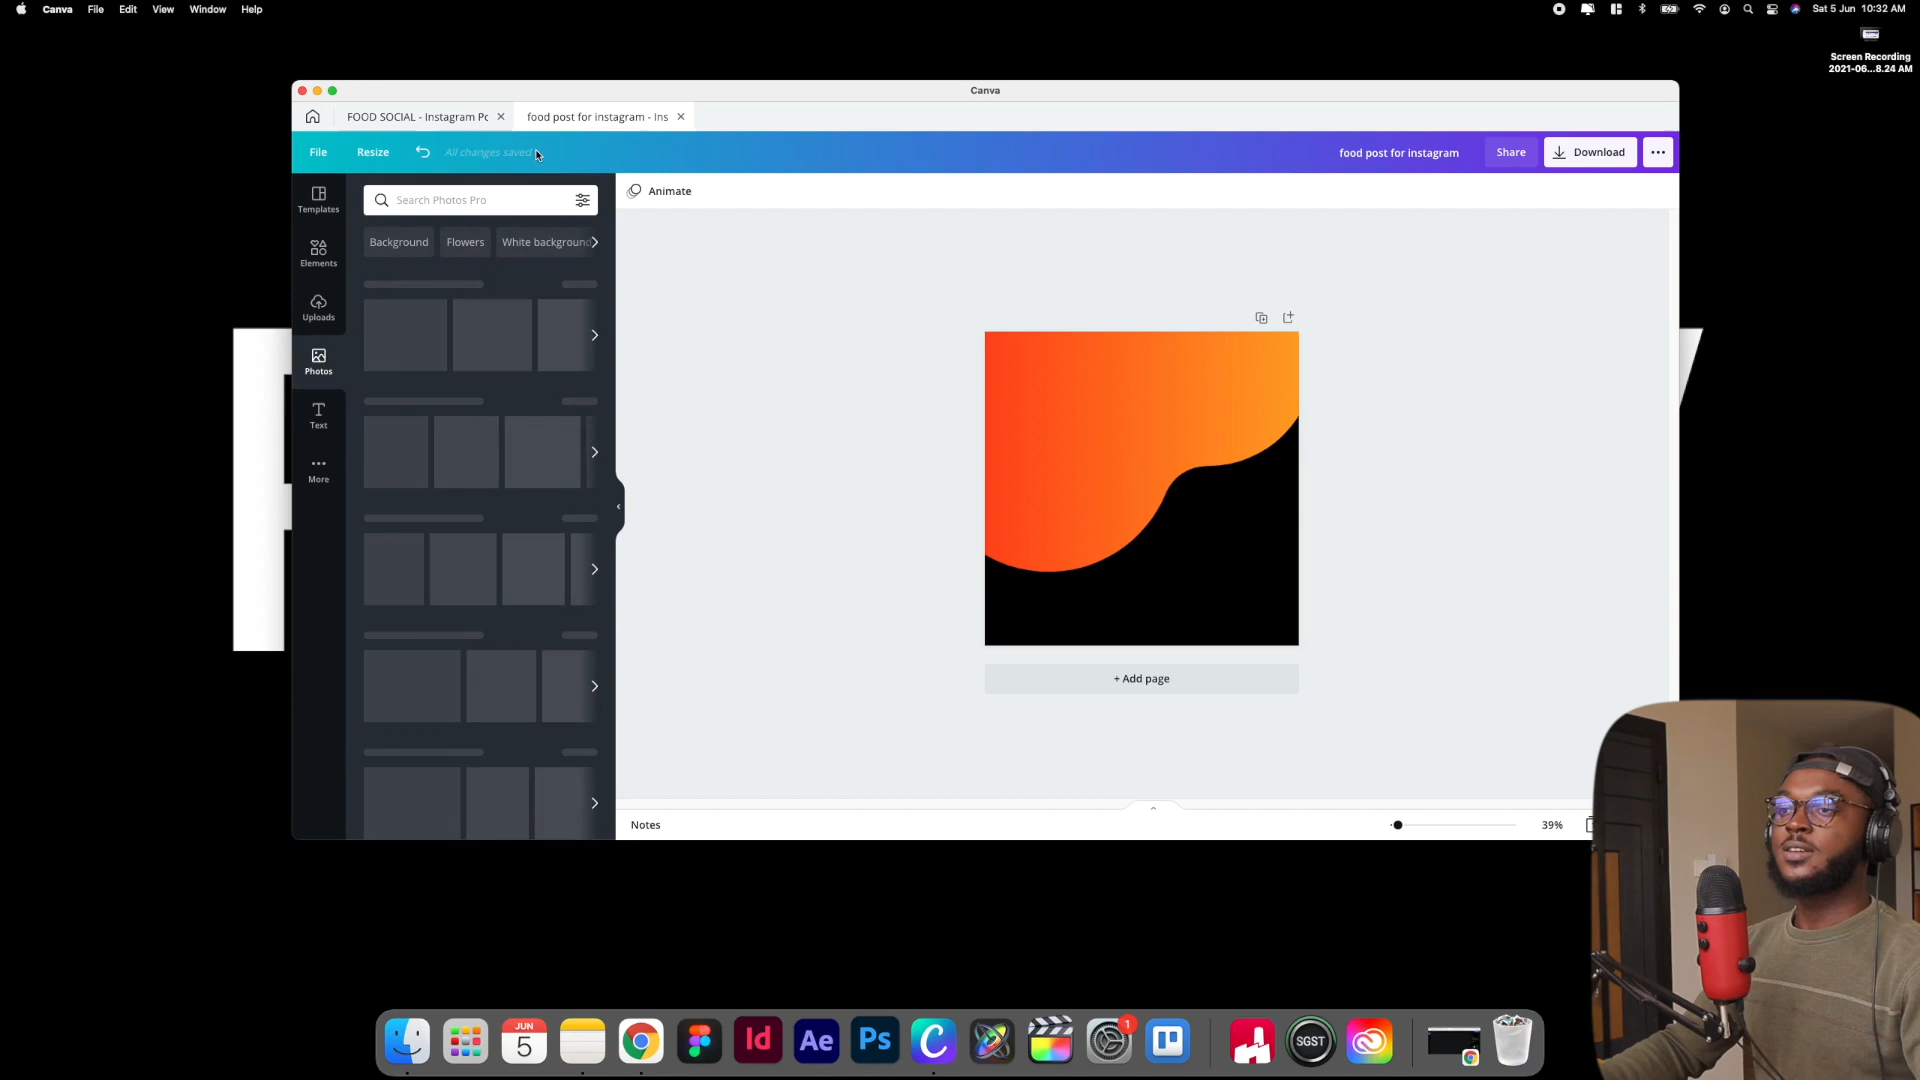 Canva File Edit View Window Help
Sat 5 Jun 10:32 AM
Screen Recording
2021-06...8.24 AM
Canva
FOOD SOCIAL - Instagram Pc
food post for instagram - Ins
File Resize All changes saved
food post for instagram Share Download
Templates
Elements
Uploads
Photos
Text
More
Search Photos Pro
Background Flowers White background
Animate
+ Add page
Notes
39%
JUN
5
Id
Ae
Ps
C
1
SGST